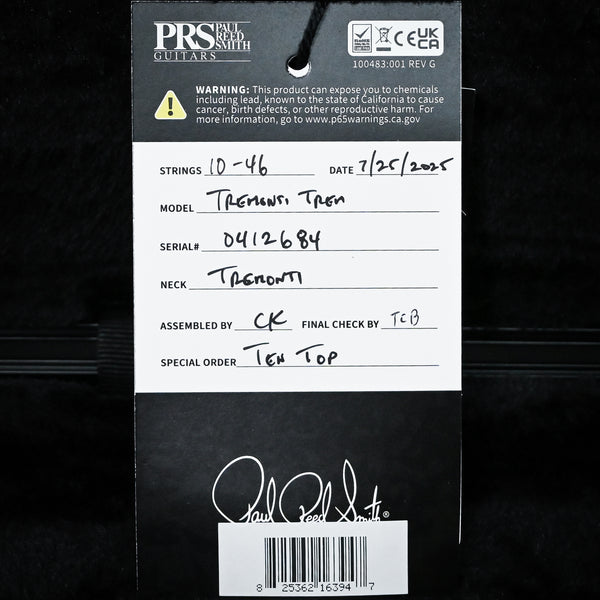 PRS PAUL REED SMITH
GUITARS
CE UK CA
100483:001 REV G
WARNING: This product can expose you to chemicals
including lead, known to the state of California to cause
cancer, birth defects, or other reproductive harm. For
more information, go to www.p65warnings.ca.gov
STRINGS 10-46 DATE 7/25/2025
MODEL TREMONTI TREM
SERIAL# 0412684
NECK TREMONTI
ASSEMBLED BY CK FINAL CHECK BY TCB
SPECIAL ORDER TEN TOP
Paul Reed Smith®
8 25362 16394 7